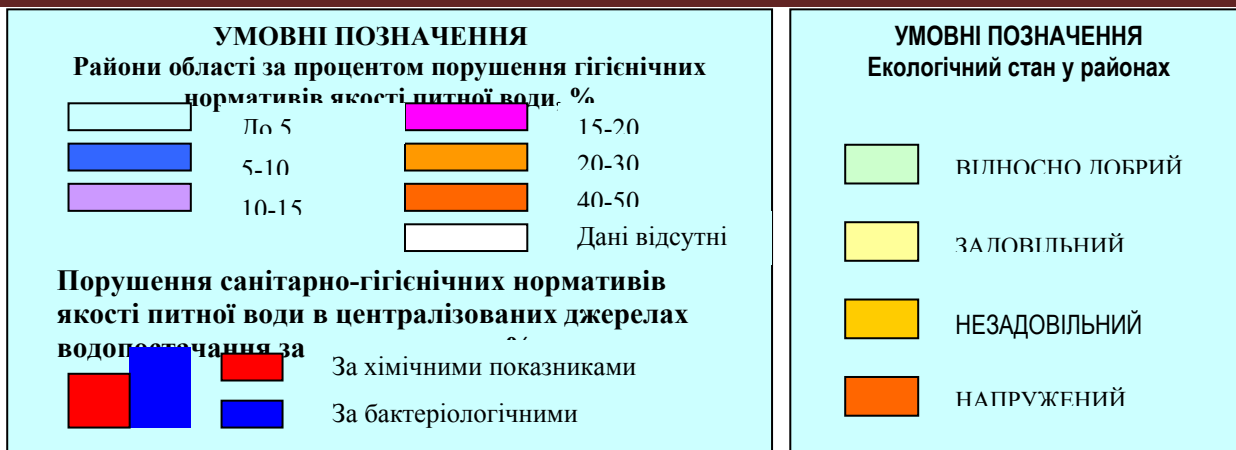 УМОВНІ ПОЗНАЧЕННЯ
Райони області за процентом порушення гігієнічних
нормативів якості питної води, %
До 5
5-10
10-15
15-20
20-30
40-50
Дані відсутні
Порушення санітарно-гігієнічних нормативів
якості питної води в централізованих джерелах
водопостачання за %
За хімічними показниками
За бактеріологічними
УМОВНІ ПОЗНАЧЕННЯ
Екологічний стан у районах
ВІДНОСНО ДОБРИЙ
ЗАДОВІЛЬНИЙ
НЕЗАДОВІЛЬНИЙ
НАПРУЖЕНИЙ